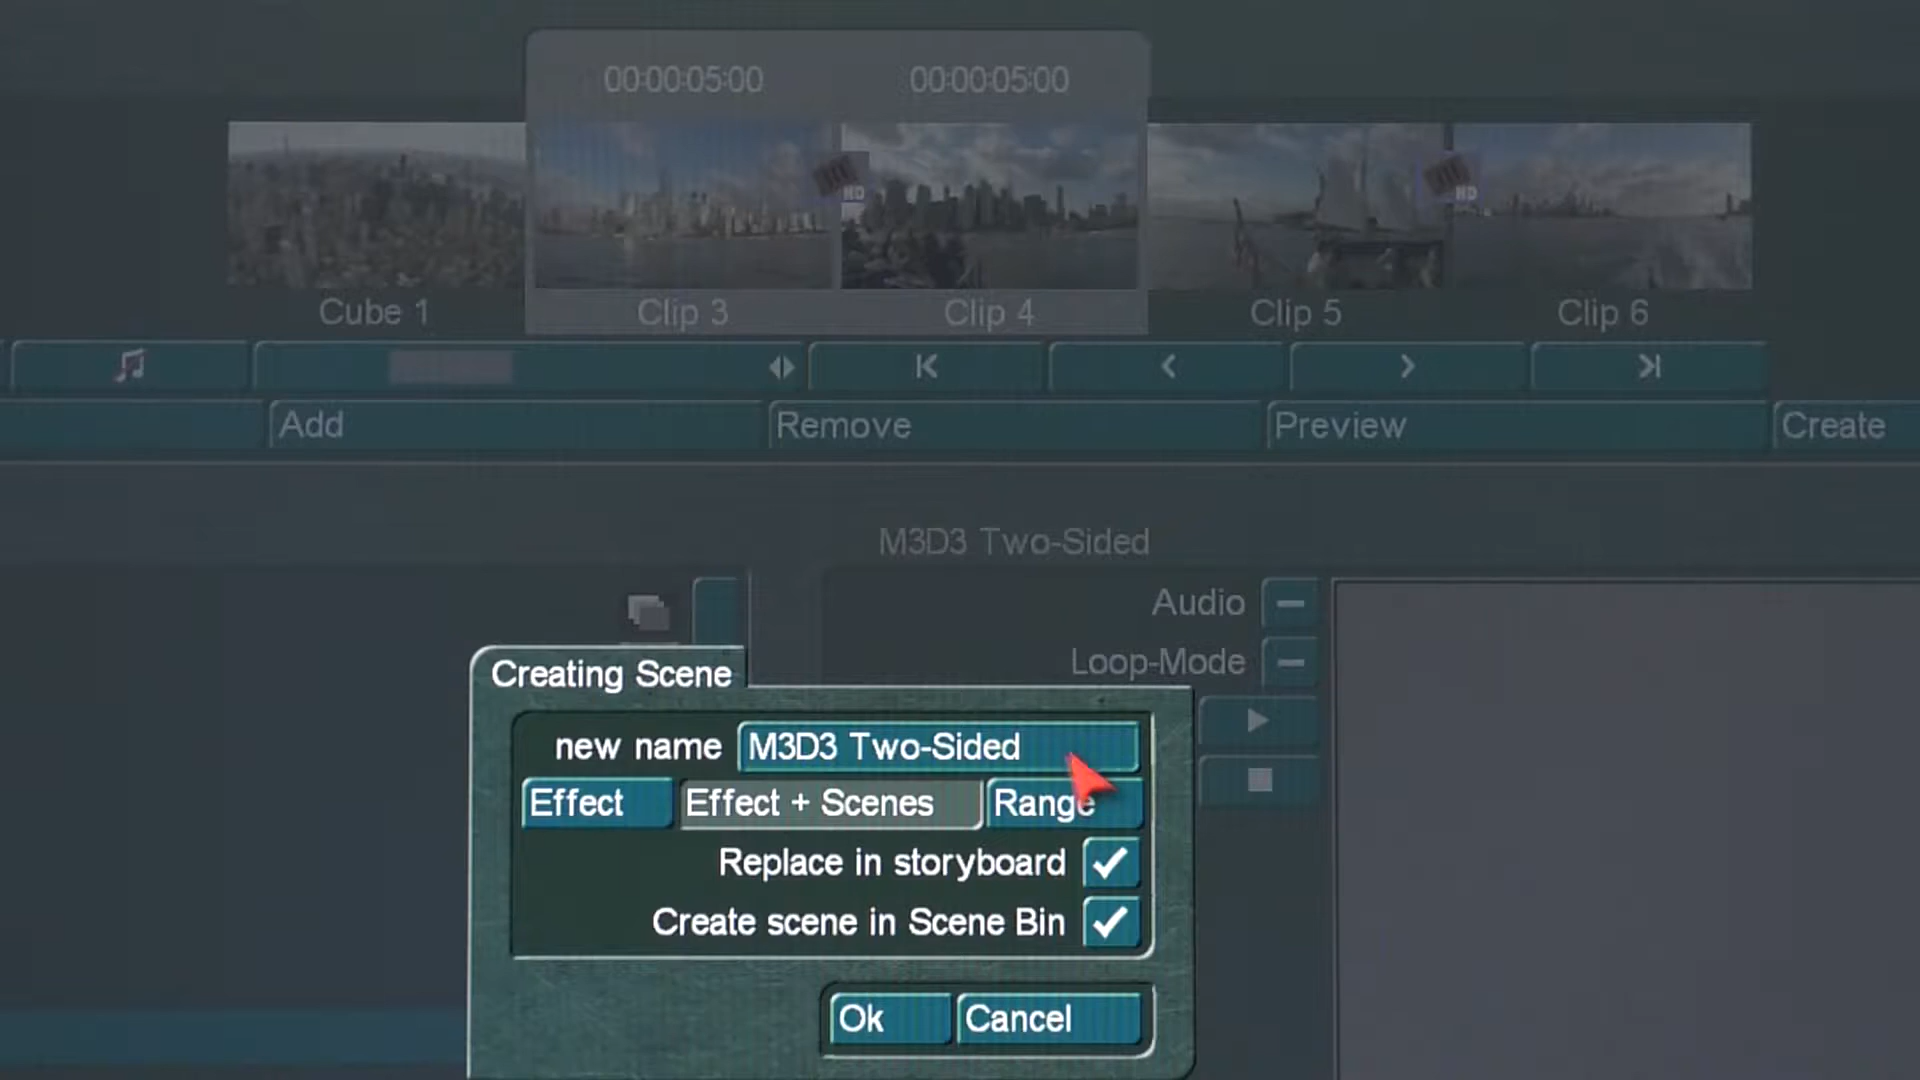 00:00:05:00 00:00:05:00
HD HD
Cube 1 Clip 3 Clip 4 Clip 5 Clip 6
Add Remove Preview Create
M3D3 Two-Sided
Audio
Loop-Mode
Creating Scene
new name M3D3 Two-Sided
Effect Effect + Scenes Range
Replace in storyboard
Create scene in Scene Bin
Ok Cancel